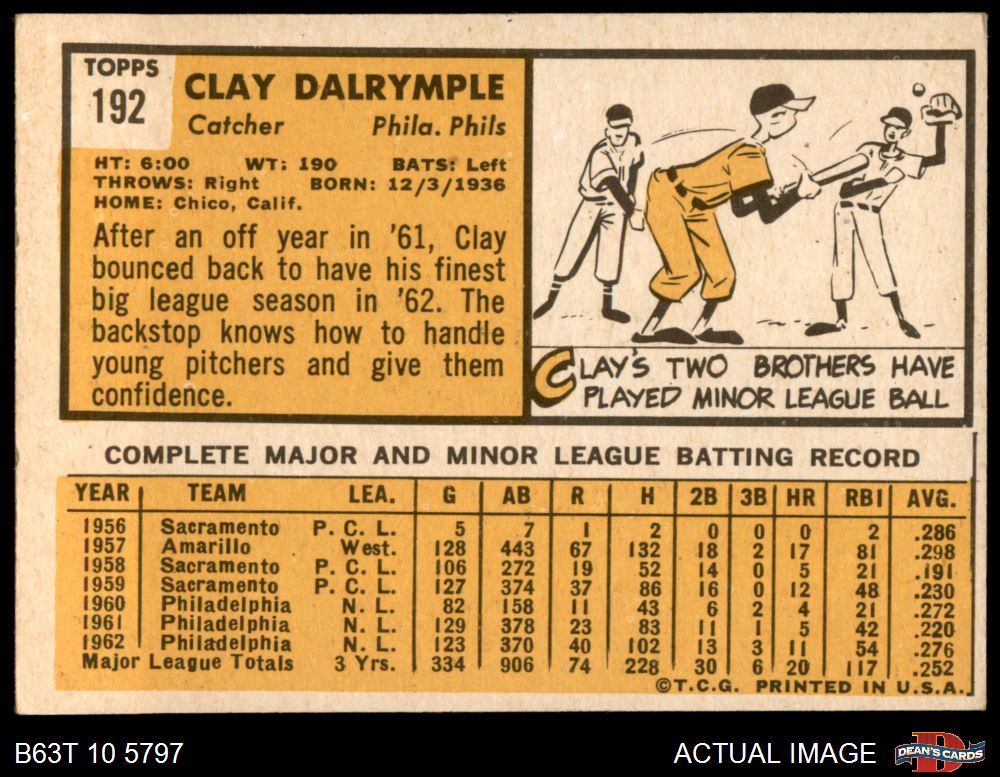 TOPPS
192
CLAY DALRYMPLE
Catcher Phila. Phils
HT: 6:00 WT: 190 BATS: Left
THROWS: Right BORN: 12/3/1936
HOME: Chico, Calif.
After an off year in '61, Clay
bounced back to have his finest
big league season in '62. The
backstop knows how to handle
young pitchers and give them
confidence.
CLAY'S TWO BROTHERS HAVE
PLAYED MINOR LEAGUE BALL
COMPLETE MAJOR AND MINOR LEAGUE BATTING RECORD
YEAR TEAM LEA. G AB R H 2B 3B HR RBI AVG.
1956 Sacramento P. C. L. 5 7 1 2 0 0 0 2 .286
1957 Amarillo West. 128 443 67 132 18 2 17 81 .298
1958 Sacramento P. C. L. 106 272 19 52 14 0 5 21 .191
1959 Sacramento P. C. L. 127 374 37 86 16 0 12 48 .230
1960 Philadelphia N. L. 82 158 11 43 6 2 4 21 .272
1961 Philadelphia N. L. 129 378 23 83 11 1 5 42 .220
1962 Philadelphia N. L. 123 370 40 102 13 3 11 54 .276
Major League Totals 3 Yrs. 334 906 74 228 30 6 20 117 .252
©T.C.G. PRINTED IN U.S.A.
B63T 10 5797
ACTUAL IMAGE
DEAN'S CARDS